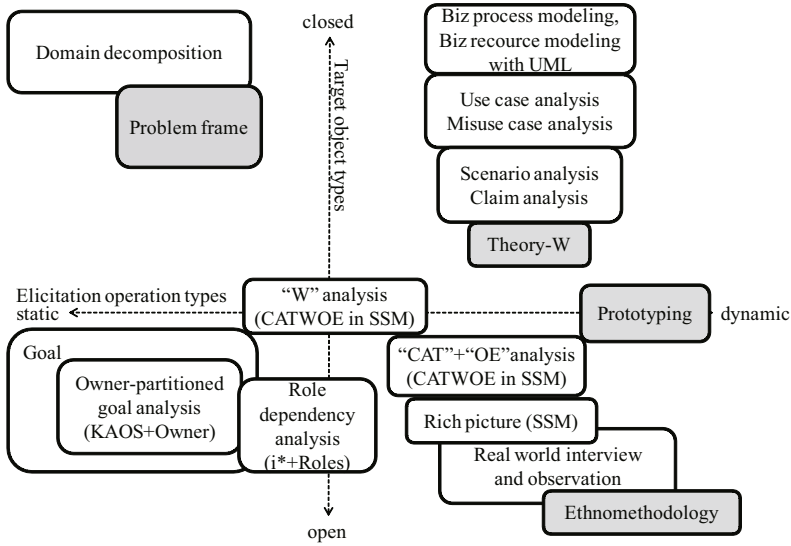 closed
Domain decomposition
Problem frame
Target object types
Biz process modeling,
Biz recource modeling
with UML
Use case analysis
Misuse case analysis
Scenario analysis
Claim analysis
Theory-W
Elicitation operation types
static
“W” analysis
(CATWOE in SSM)
Prototyping
dynamic
Goal
Owner-partitioned
goal analysis
(KAOS+Owner)
Role
dependency
analysis
(i*+Roles)
“CAT”+“OE”analysis
(CATWOE in SSM)
Rich picture (SSM)
Real world interview
and observation
Ethnomethodology
open